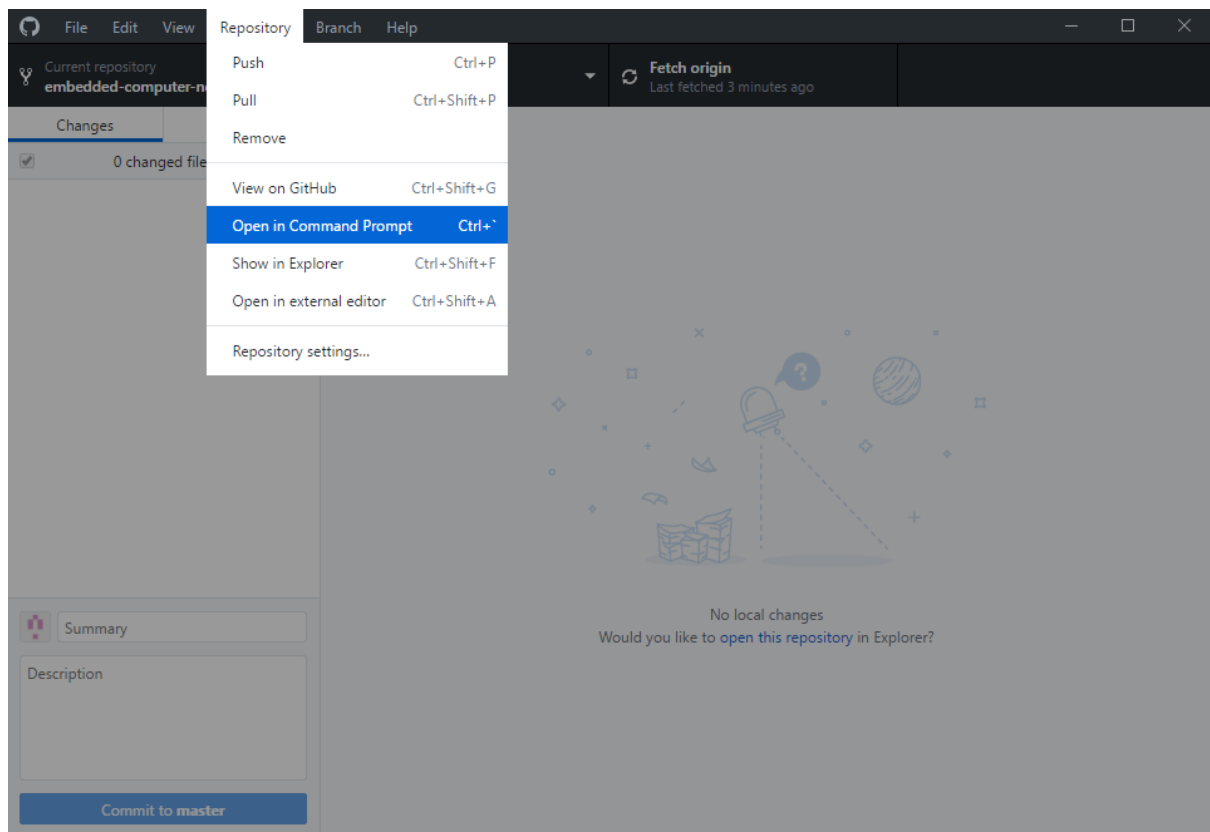 File Edit View Repository Branch Help
Current repository
embedded-computer-n
Fetch origin
Last fetched 3 minutes ago
Push Ctrl+P
Pull Ctrl+Shift+P
Remove
View on GitHub Ctrl+Shift+G
Open in Command Prompt Ctrl+`
Show in Explorer Ctrl+Shift+F
Open in external editor Ctrl+Shift+A
Repository settings...
Changes
0 changed file
?
No local changes
Would you like to open this repository in Explorer?
Summary
Description
Commit to master